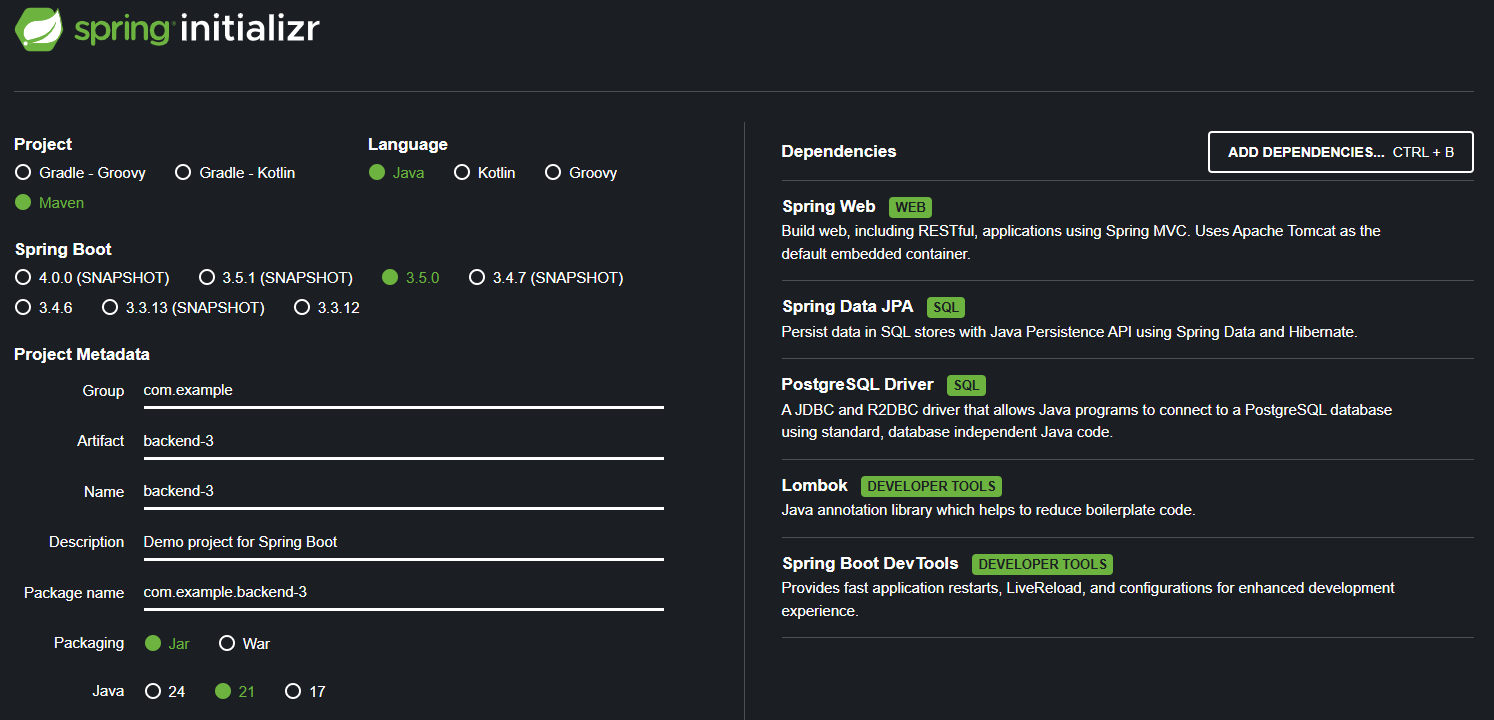 spring initializr
Project
Gradle - Groovy Gradle - Kotlin
Maven
Language
Java Kotlin Groovy
Spring Boot
4.0.0 (SNAPSHOT) 3.5.1 (SNAPSHOT) 3.5.0 3.4.7 (SNAPSHOT)
3.4.6 3.3.13 (SNAPSHOT) 3.3.12
Project Metadata
Group com.example
Artifact backend-3
Name backend-3
Description Demo project for Spring Boot
Package name com.example.backend-3
Packaging Jar War
Java 24 21 17
Dependencies
ADD DEPENDENCIES... CTRL + B
Spring Web WEB
Build web, including RESTful, applications using Spring MVC. Uses Apache Tomcat as the
default embedded container.
Spring Data JPA SQL
Persist data in SQL stores with Java Persistence API using Spring Data and Hibernate.
PostgreSQL Driver SQL
A JDBC and R2DBC driver that allows Java programs to connect to a PostgreSQL database
using standard, database independent Java code.
Lombok DEVELOPER TOOLS
Java annotation library which helps to reduce boilerplate code.
Spring Boot DevTools DEVELOPER TOOLS
Provides fast application restarts, LiveReload, and configurations for enhanced development
experience.